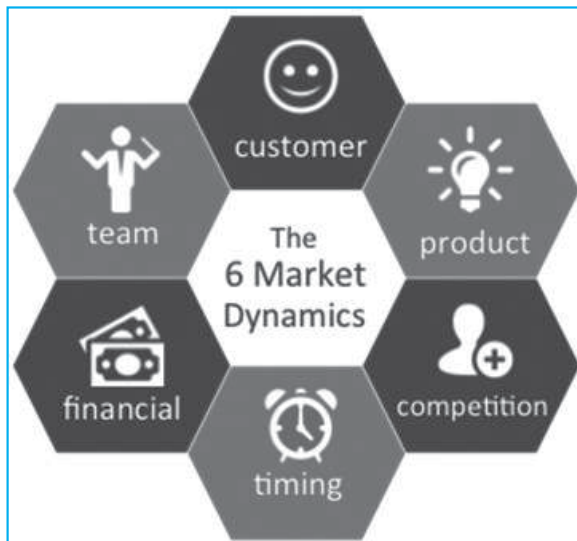 customer
product
competition
timing
financial
team
The
6 Market
Dynamics